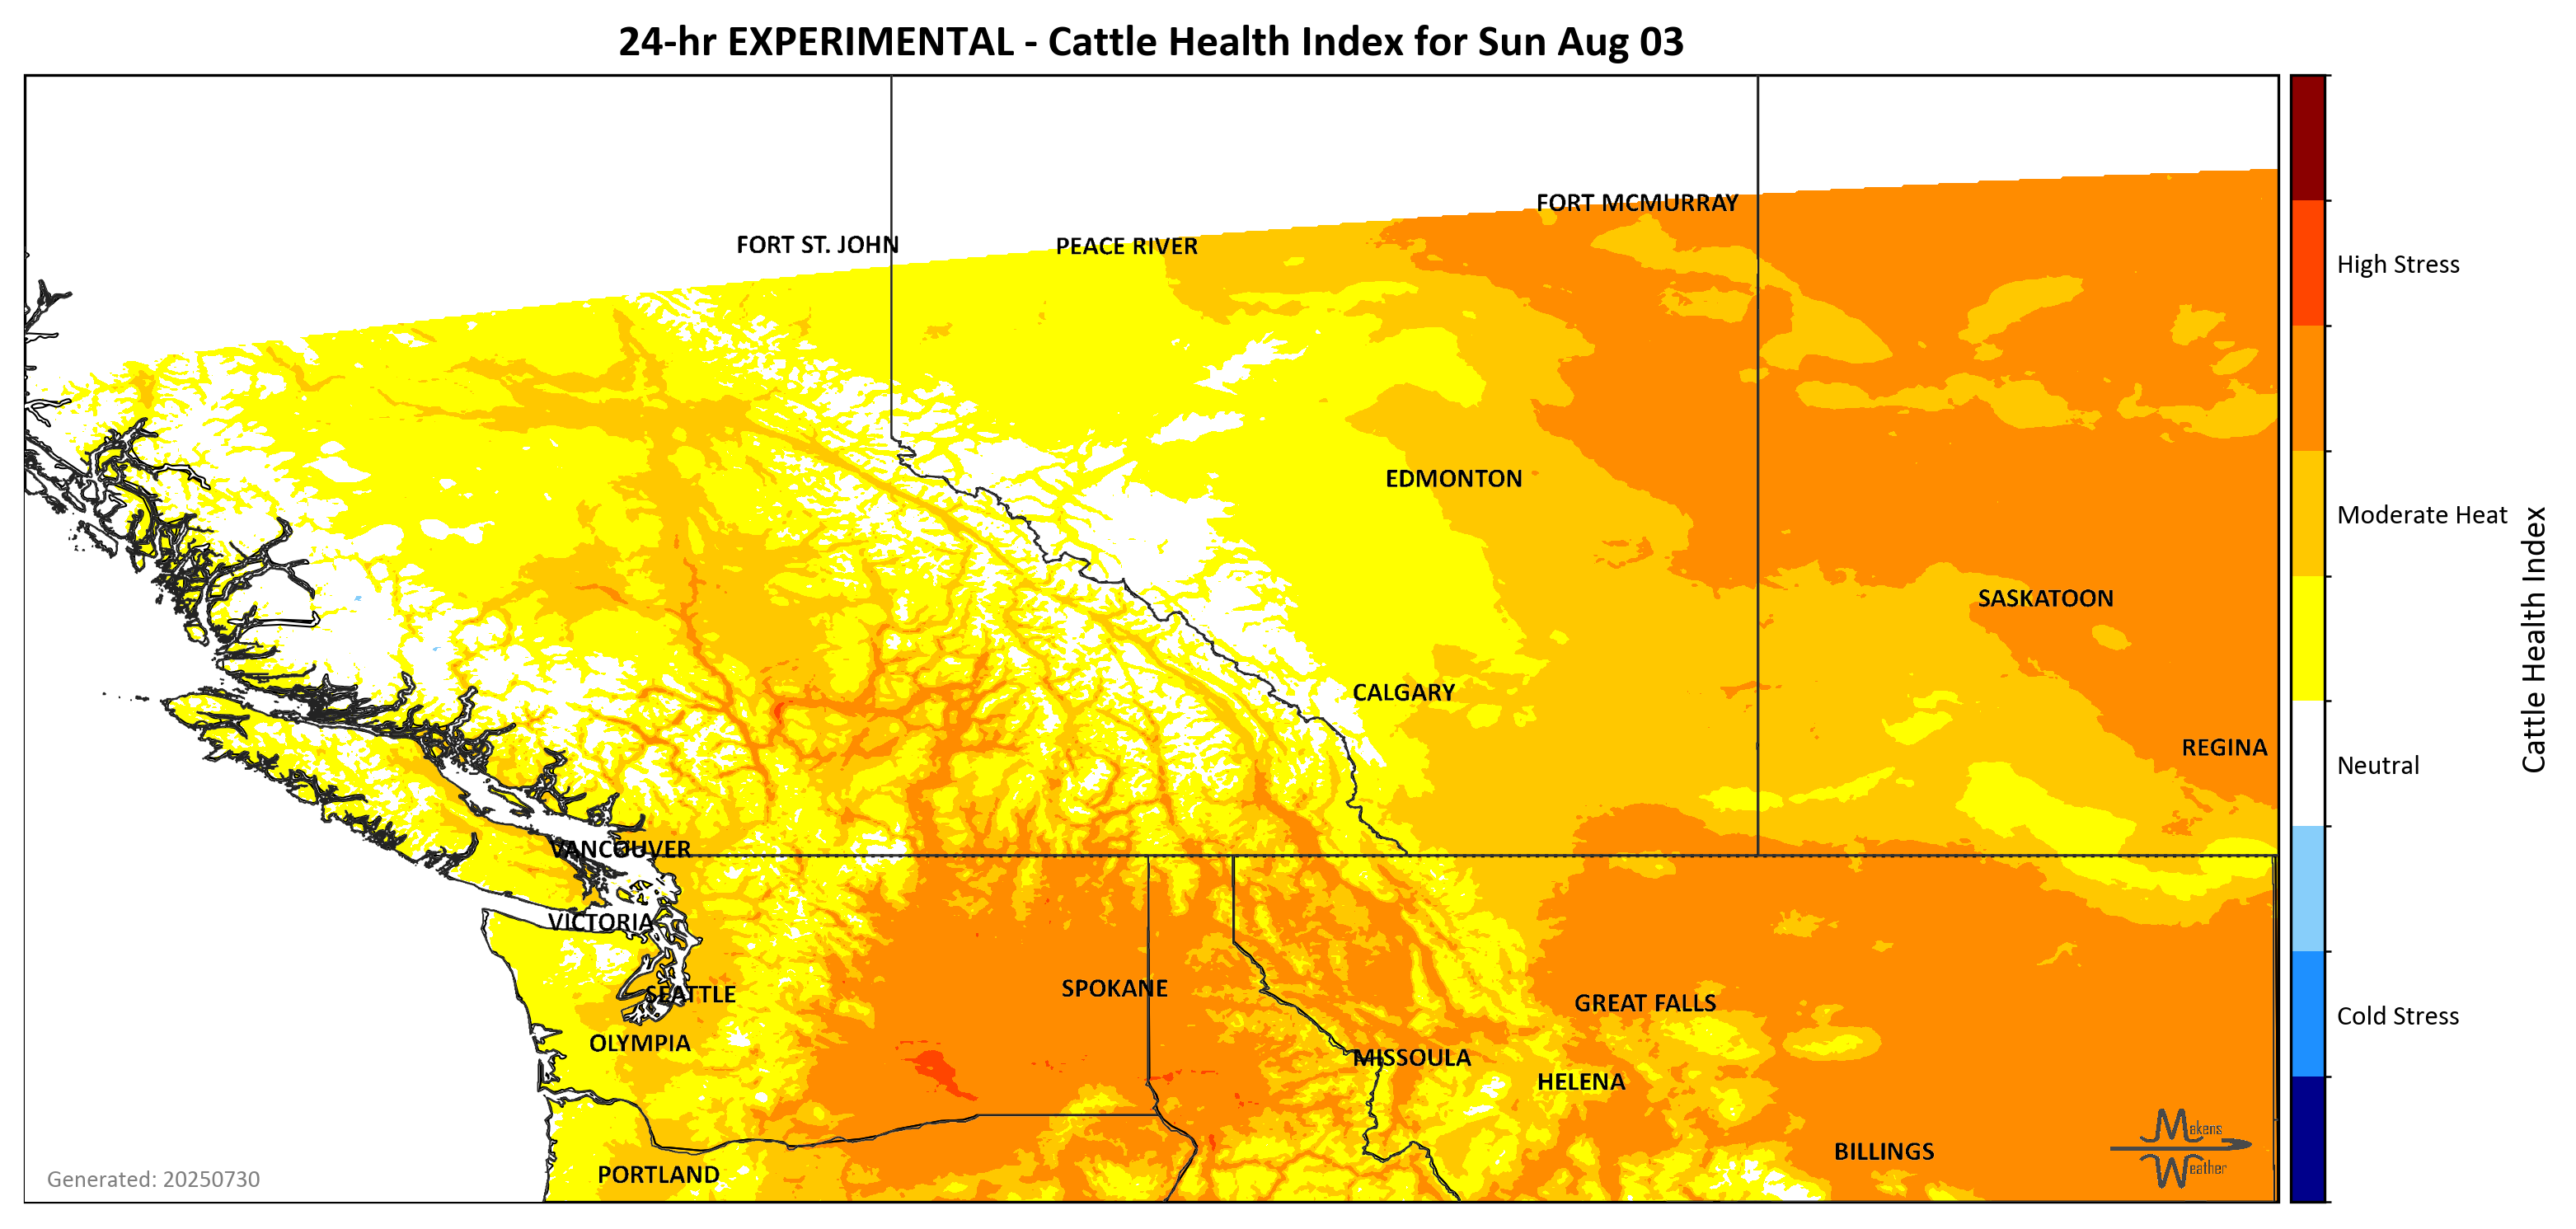 24-hr EXPERIMENTAL - Cattle Health Index for Sun Aug 03
FORT MCMURRAY
FORT ST. JOHN
PEACE RIVER
High Stress
EDMONTON
Moderate Heat
SASKATOON
Cattle Health Index
CALGARY
REGINA
Neutral
VANCOUVER
VICTORIA
SPOKANE
SEATTLE
GREAT FALLS
Cold Stress
OLYMPIA
MISSOULA
HELENA
Makens
Weather
BILLINGS
PORTLAND
Generated: 20250730